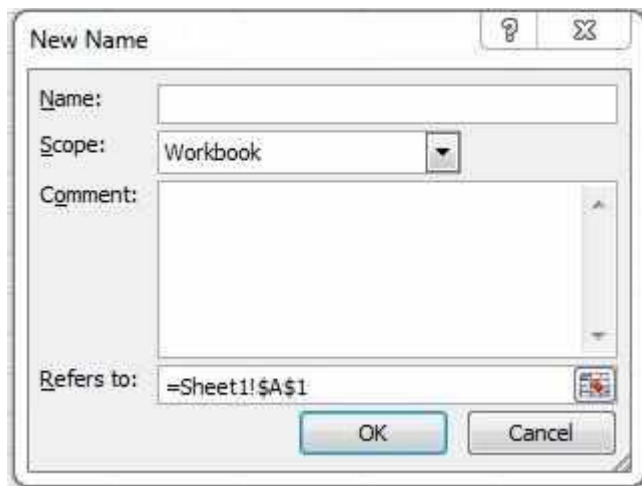 New Name
Name:
Scope:
Workbook
Comment:
Refers to:
=Sheet1!$A$1
OK
Cancel